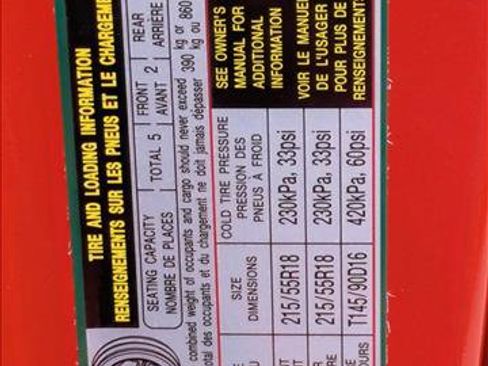 TIRE AND LOADING INFORMATION
RENSEIGNEMENTS SUR LES PNEUS ET LE CHARGEME
SEATING CAPACITY
NOMBRE DE PLACES
TOTAL 5
FRONT
AVANT 2
REAR
ARRIÈRE
combined weight of occupants and cargo should never exceed 390 kg or 860
total des occupants et du chargement ne doit jamais dépasser kg ou
SIZE
DIMENSIONS
COLD TIRE PRESSURE
PRESSION DES
PNEUS À FROID
215/55R18 230kPa, 33psi
215/55R18 230kPa, 33psi
T145/90D16 420kPa, 60psi
SEE OWNER'S
MANUAL FOR
ADDITIONAL
INFORMATION
VOIR LE MANUEL
DE L'USAGER
POUR PLUS DE
RENSEIGNEMENTS